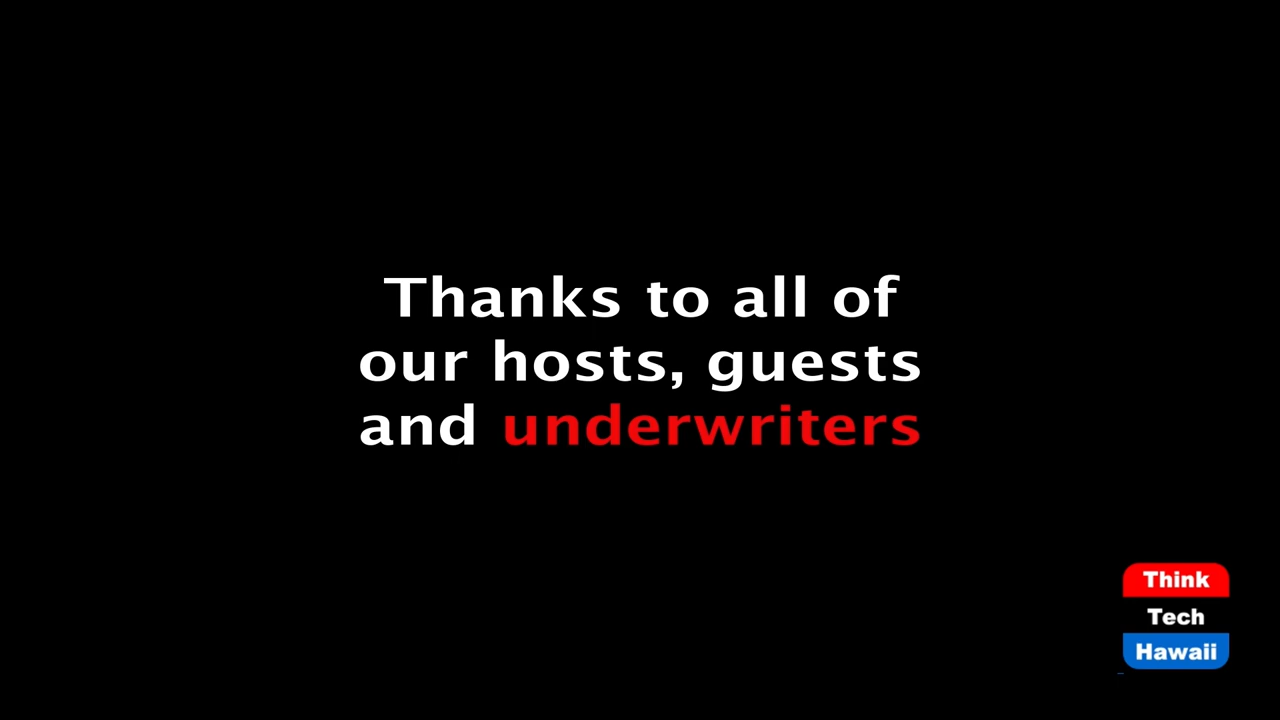 Thanks to all of
our hosts, guests
and underwriters
Think
Tech
Hawaii